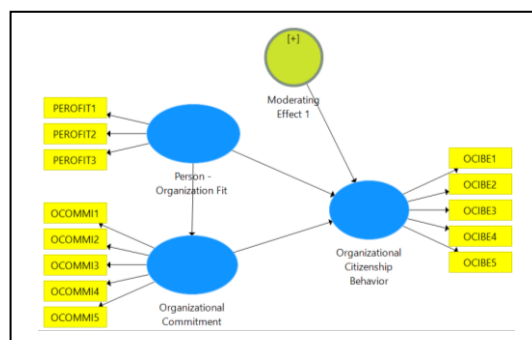 [+]
Moderating
Effect 1
PEROFIT1
PEROFIT2
PEROFIT3
Person -
Organization Fit
OCIBE1
OCIBE2
OCIBE3
OCIBE4
OCIBE5
Organizational
Citizenship
Behavior
OCOMMI1
OCOMMI2
OCOMMI3
OCOMMI4
OCOMMI5
Organizational
Commitment